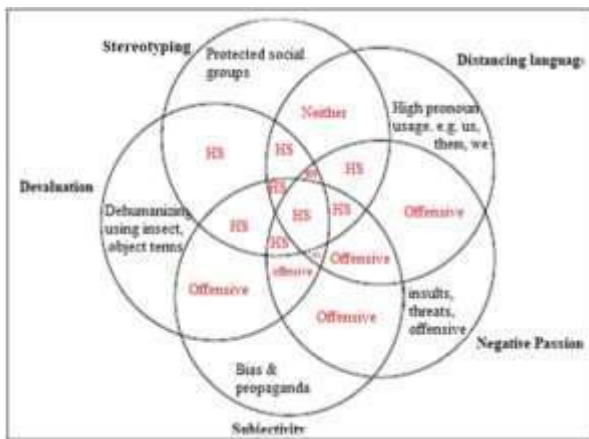 Stereotyping
Protected social
groups
Distancing language
Neither
High pronoun
usage. e.g. us,
them, we
HS
HS
HS
HS
Devaluation
Dehumanizing
using insect,
object terms
HS
HS
HS
Offensive
HS
offensive
Offensive
Offensive
Offensive
insults,
threats,
offensive
Negative Passion
Bias &
propaganda
Subjectivity